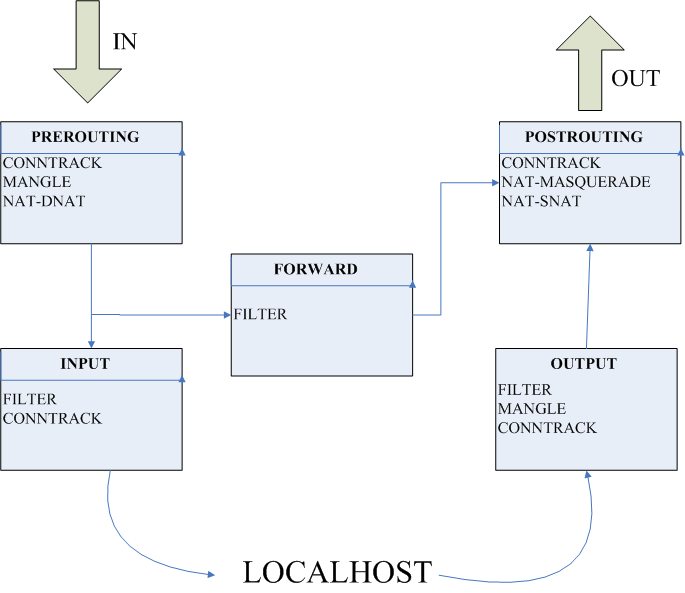 IN
OUT
PREROUTING
CONNTRACK
MANGLE
NAT-DNAT
POSTROUTING
CONNTRACK
NAT-MASQUERADE
NAT-SNAT
FORWARD
FILTER
INPUT
FILTER
CONNTRACK
OUTPUT
FILTER
MANGLE
CONNTRACK
LOCALHOST